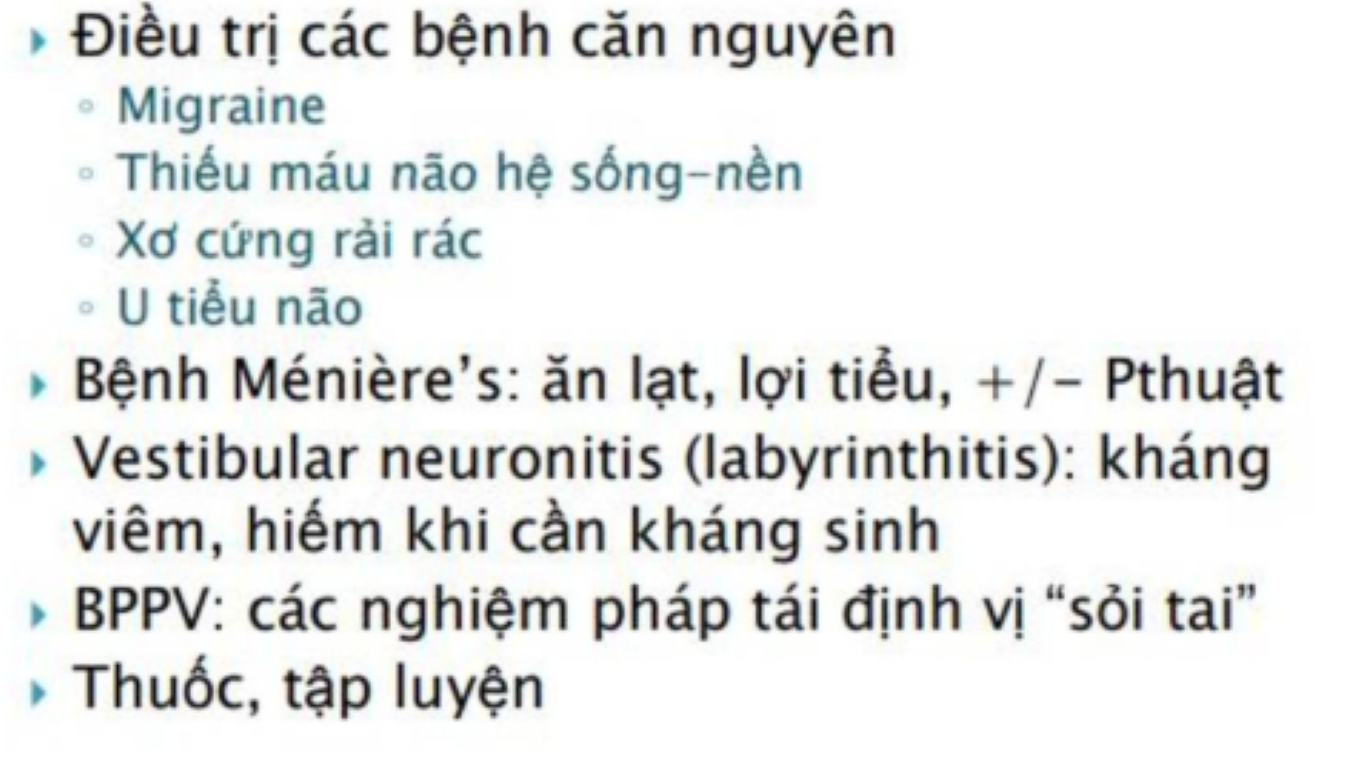 Điều trị các bệnh căn nguyên
Migraine
Thiếu máu não hệ sống-nền
Xơ cứng rải rác
U tiểu não
Bệnh Ménière’s: ăn lạt, lợi tiểu, +/- Pthuật
Vestibular neuronitis (labyrinthitis): kháng
viêm, hiếm khi cần kháng sinh
BPPV: các nghiệm pháp tái định vị “sỏi tai”
Thuốc, tập luyện